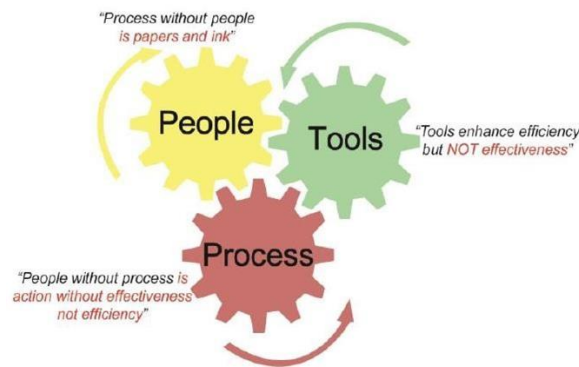 “Process without people
is papers and ink”
People
Tools
“Tools enhance efficiency
but NOT effectiveness”
Process
“People without process is
action without effectiveness
not efficiency”